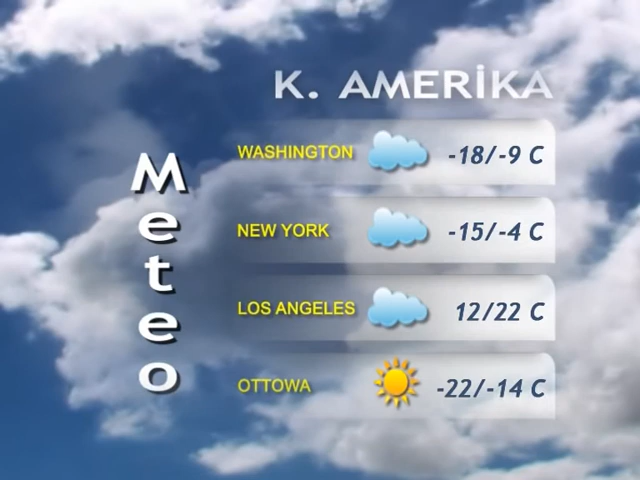 K. AMERİKA
Meteo
WASHINGTON -18/-9 C
NEW YORK -15/-4 C
LOS ANGELES 12/22 C
OTTOWA -22/-14 C